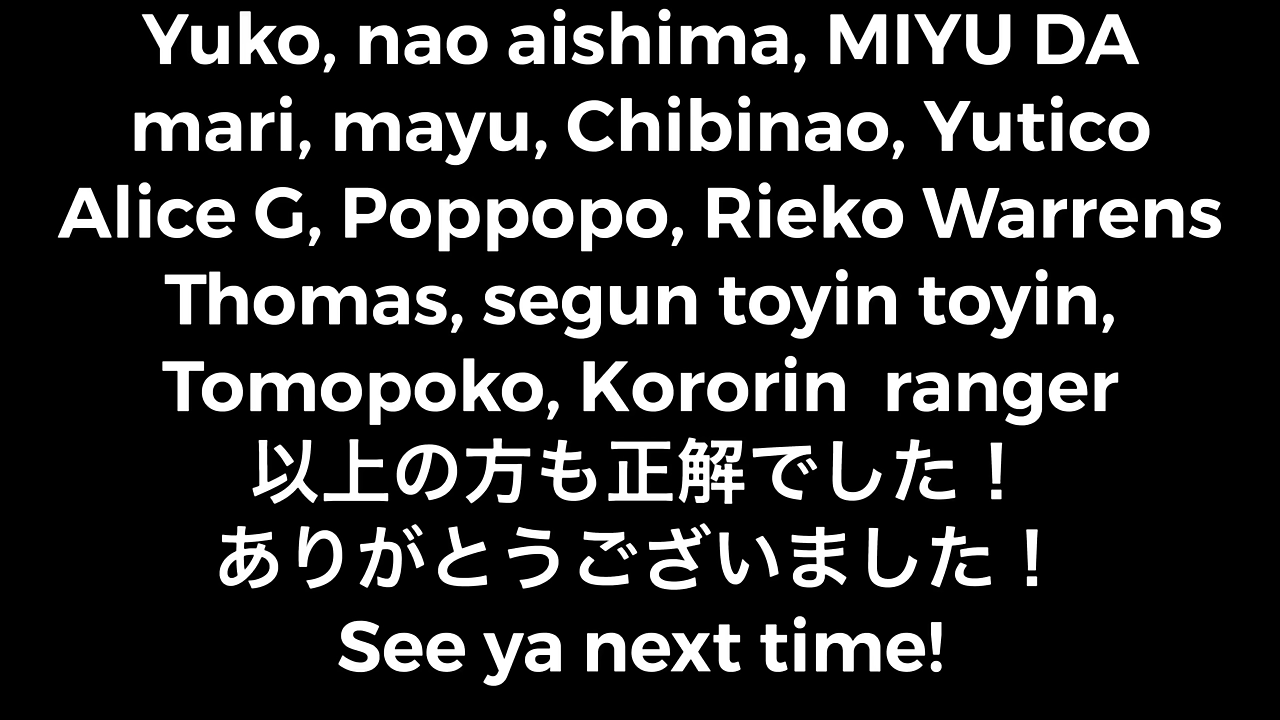 Yuko, nao aishima, MIYU DA
mari, mayu, Chibinao, Yutico
Alice G, Poppopo, Rieko Warrens
Thomas, segun toyin toyin,
Tomopoko, Kororin  ranger
以上の方も正解でした！
ありがとうございました！
See ya next time!